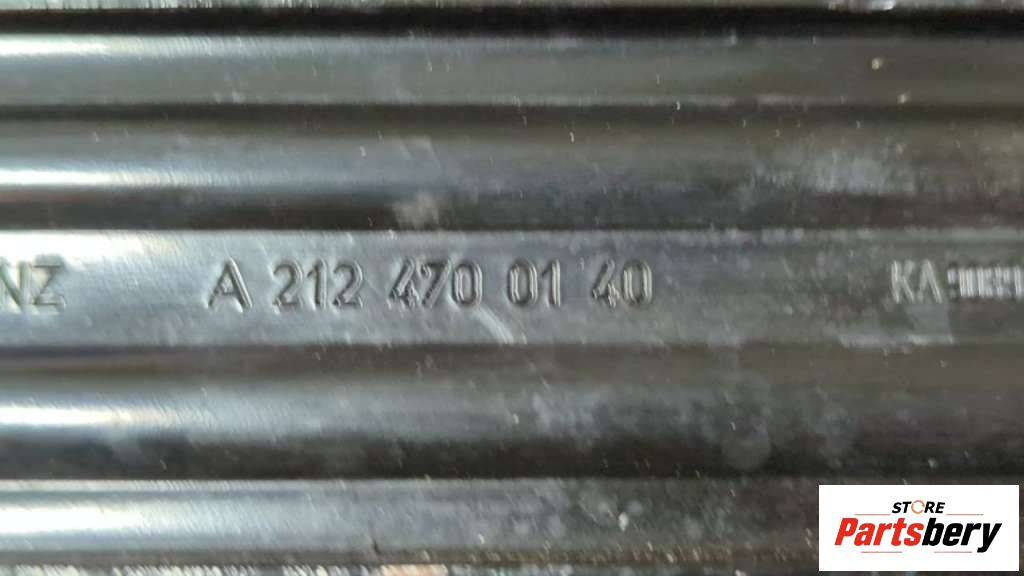 NZ A 212 470 01 40 KA
STORE
Partsbery